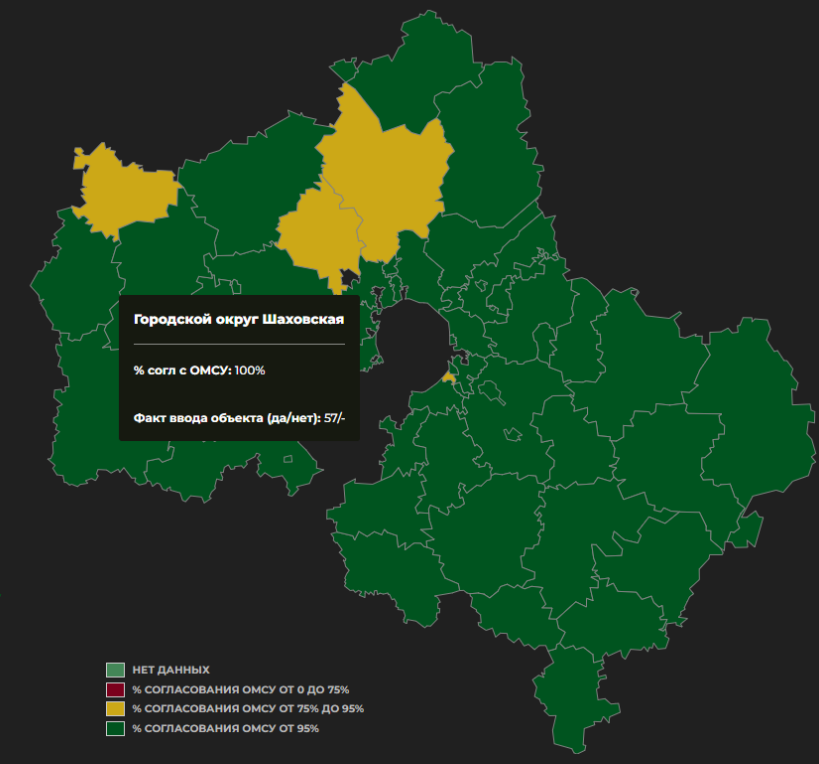 Городской округ Шаховская
% согл с ОМСУ: 100%
Факт ввода объекта (да/нет): 57/-
НЕТ ДАННЫХ
% СОГЛАСОВАНИЯ ОМСУ ОТ 0 ДО 75%
% СОГЛАСОВАНИЯ ОМСУ ОТ 75% ДО 95%
% СОГЛАСОВАНИЯ ОМСУ ОТ 95%